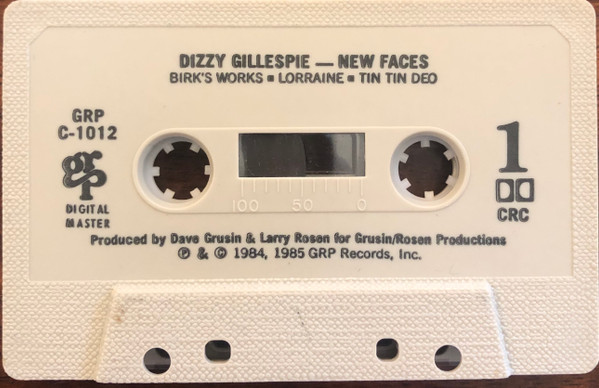 DIZZY GILLESPIE — NEW FACES
BIRK'S WORKS ■ LORRAINE ■ TIN TIN DEO
GRP
C-1012
grp
DIGITAL
MASTER
100 50 0
1
CRC
Produced by Dave Grusin & Larry Rosen for Grusin/Rosen Productions
℗ & © 1984, 1985 GRP Records, Inc.